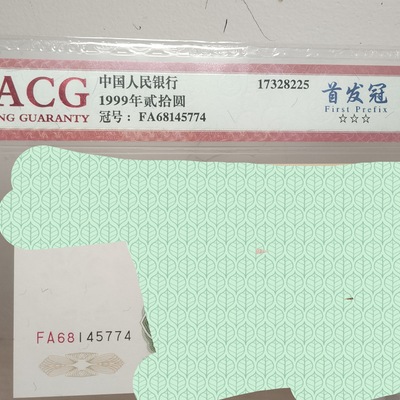 ACG 中国人民银行 17328225 首发冠
1999年贰拾圆 First Prefix
NG GUARANTY 冠号：FA68145774 ☆☆☆
FA68145774